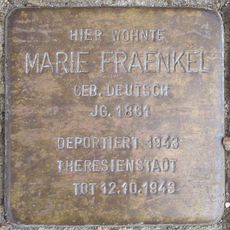 HIER WOHNTE
MARIE FRAENKEL
GEB. DEUTSCH
JG. 1861
DEPORTIERT 1943
THERESIENSTADT
TOT 12.10.1943